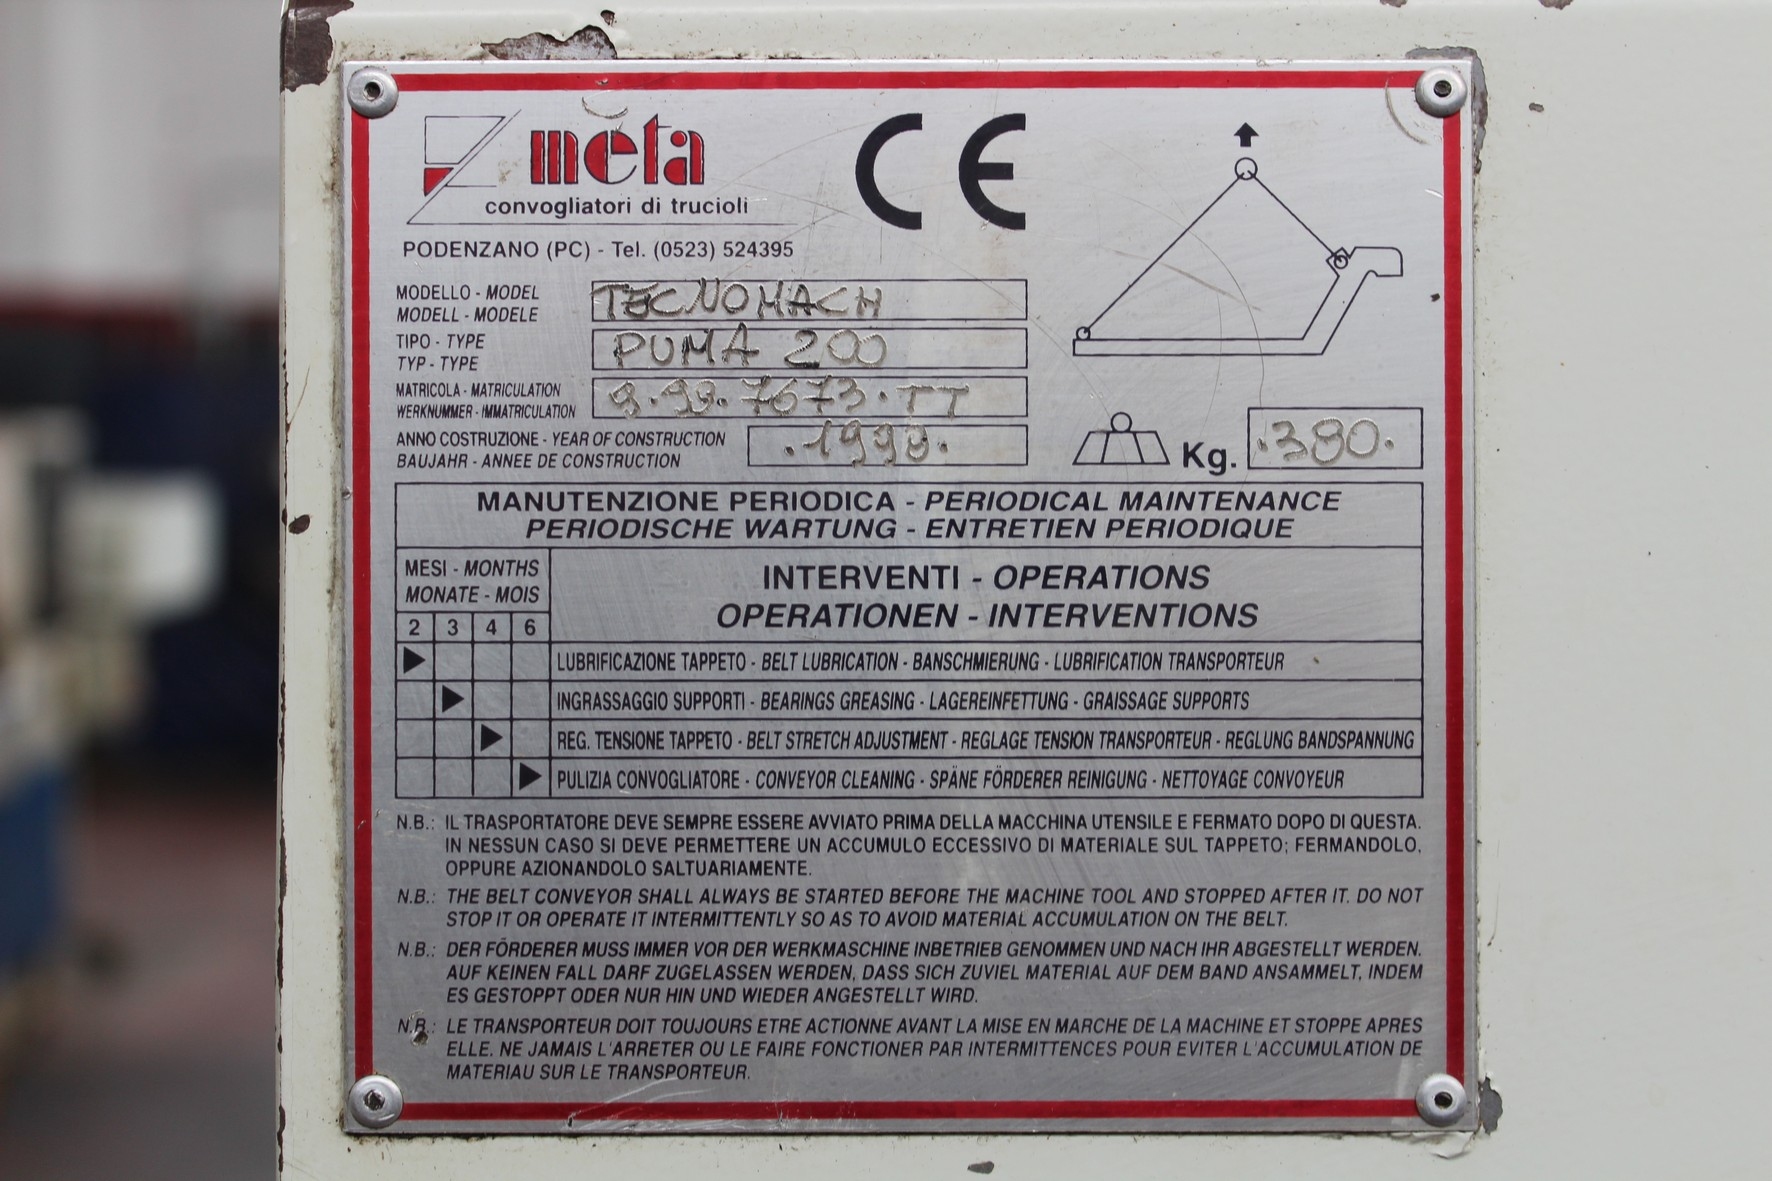 meta
CE
convogliatori di trucioli
PODENZANO (PC) - Tel. (0523) 524395
MODELLO - MODEL
MODELL - MODELE
TECNOMACH
TIPO - TYPE
TYP - TYPE
PUMA 200
MATRICOLA - MATRICULATION
WERKNUMMER - IMMATRICULATION
9.99.7673.TT
ANNO COSTRUZIONE - YEAR OF CONSTRUCTION
BAUJAHR - ANNEE DE CONSTRUCTION
.1999.
Kg. .380.
MANUTENZIONE PERIODICA - PERIODICAL MAINTENANCE
PERIODISCHE WARTUNG - ENTRETIEN PERIODIQUE
MESI - MONTHS
MONATE - MOIS
2 3 4 6
INTERVENTI - OPERATIONS
OPERATIONEN - INTERVENTIONS
LUBRIFICAZIONE TAPPETO - BELT LUBRICATION - BANSCHMIERUNG - LUBRIFICATION TRANSPORTEUR
INGRASSAGGIO SUPPORTI - BEARINGS GREASING - LAGEREINFETTUNG - GRAISSAGE SUPPORTS
REG. TENSIONE TAPPETO - BELT STRETCH ADJUSTMENT - REGLAGE TENSION TRANSPORTEUR - REGLUNG BANDSPANNUNG
PULIZIA CONVOGLIATORE - CONVEYOR CLEANING - SPÄNE FÖRDERER REINIGUNG - NETTOYAGE CONVOYEUR
N.B.: IL TRASPORTATORE DEVE SEMPRE ESSERE AVVIATO PRIMA DELLA MACCHINA UTENSILE E FERMATO DOPO DI QUESTA.
IN NESSUN CASO SI DEVE PERMETTERE UN ACCUMULO ECCESSIVO DI MATERIALE SUL TAPPETO; FERMANDOLO,
OPPURE AZIONANDOLO SALTUARIAMENTE.
N.B.: THE BELT CONVEYOR SHALL ALWAYS BE STARTED BEFORE THE MACHINE TOOL AND STOPPED AFTER IT. DO NOT
STOP IT OR OPERATE IT INTERMITTENTLY SO AS TO AVOID MATERIAL ACCUMULATION ON THE BELT.
N.B.: DER FÖRDERER MUSS IMMER VOR DER WERKMASCHINE INBETRIEB GENOMMEN UND NACH IHR ABGESTELLT WERDEN.
AUF KEINEN FALL DARF ZUGELASSEN WERDEN, DASS SICH ZUVIEL MATERIAL AUF DEM BAND ANSAMMELT, INDEM
ES GESTOPPT ODER NUR HIN UND WIEDER ANGESTELLT WIRD.
N.B.: LE TRANSPORTEUR DOIT TOUJOURS ETRE ACTIONNE AVANT LA MISE EN MARCHE DE LA MACHINE ET STOPPE APRES
ELLE. NE JAMAIS L'ARRETER OU LE FAIRE FONCTIONER PAR INTERMITTENCES POUR EVITER L'ACCUMULATION DE
MATERIAU SUR LE TRANSPORTEUR.